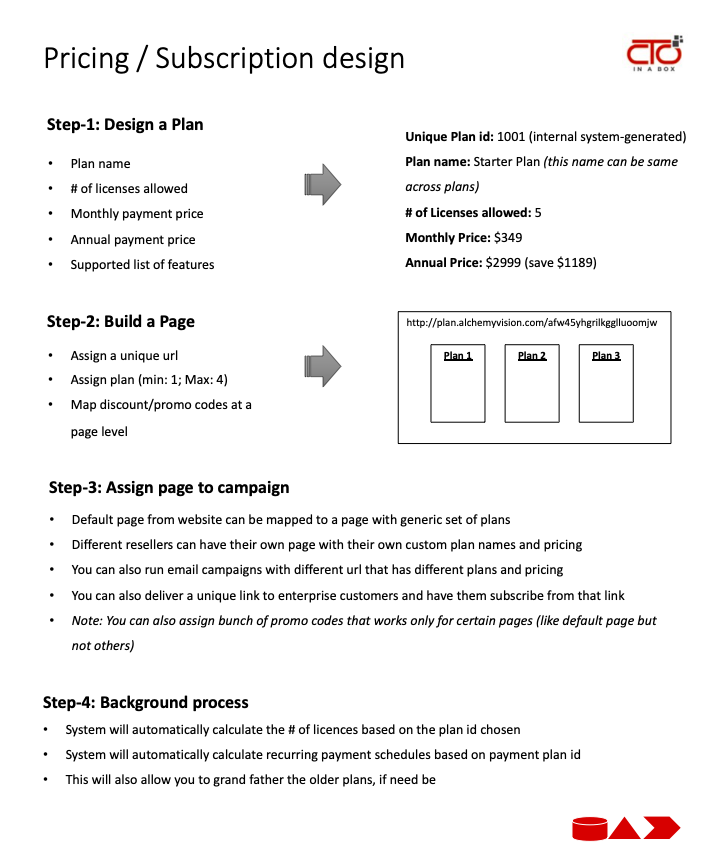 Pricing / Subscription design
CTO
IN A BOX
Step-1: Design a Plan
• Plan name
• # of licenses allowed
• Monthly payment price
• Annual payment price
• Supported list of features
Unique Plan id: 1001 (internal system-generated)
Plan name: Starter Plan (this name can be same
across plans)
# of Licenses allowed: 5
Monthly Price: $349
Annual Price: $2999 (save $1189)
Step-2: Build a Page
• Assign a unique url
• Assign plan (min: 1; Max: 4)
• Map discount/promo codes at a
page level
http://plan.alchemyvision.com/afw45yhgrilkgglluoomjw
Plan 1 Plan 2 Plan 3
Step-3: Assign page to campaign
• Default page from website can be mapped to a page with generic set of plans
• Different resellers can have their own page with their own custom plan names and pricing
• You can also run email campaigns with different url that has different plans and pricing
• You can also deliver a unique link to enterprise customers and have them subscribe from that link
• Note: You can also assign bunch of promo codes that works only for certain pages (like default page but
not others)
Step-4: Background process
• System will automatically calculate the # of licences based on the plan id chosen
• System will automatically calculate recurring payment schedules based on payment plan id
• This will also allow you to grand father the older plans, if need be